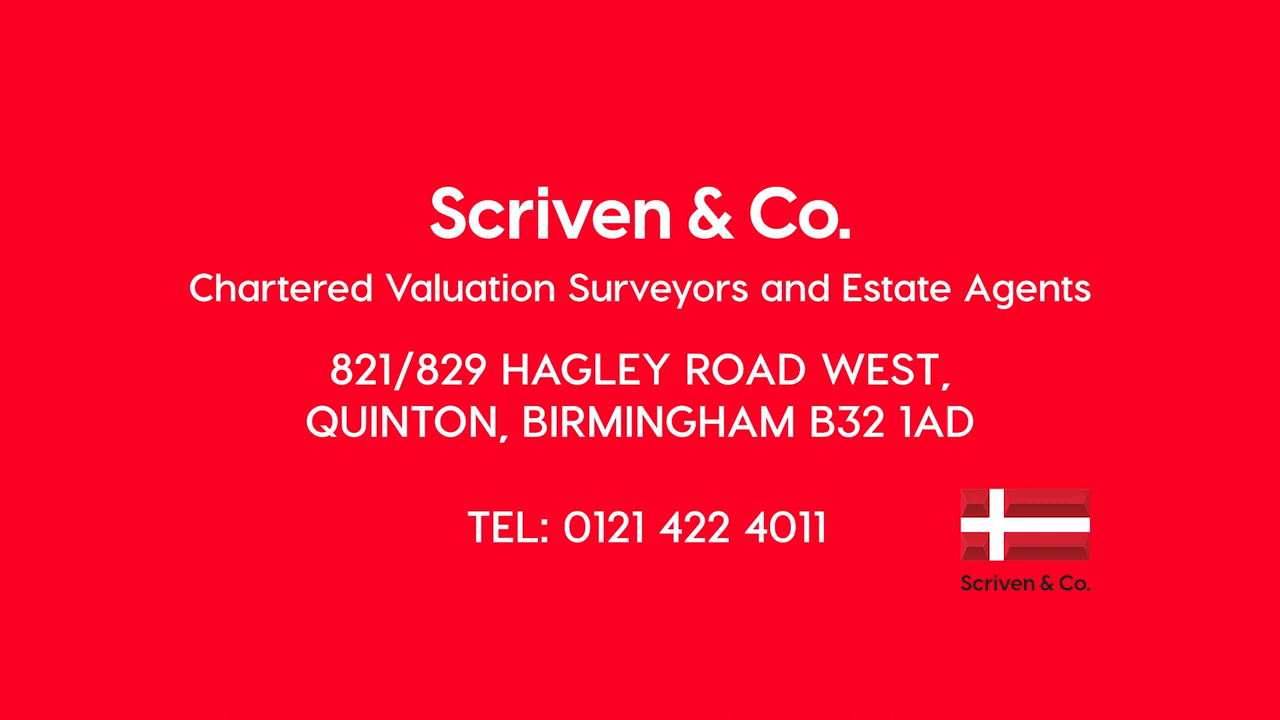 Scriven & Co.
Chartered Valuation Surveyors and Estate Agents
821/829 HAGLEY ROAD WEST,
QUINTON, BIRMINGHAM B32 1AD
TEL: 0121 422 4011
Scriven & Co.